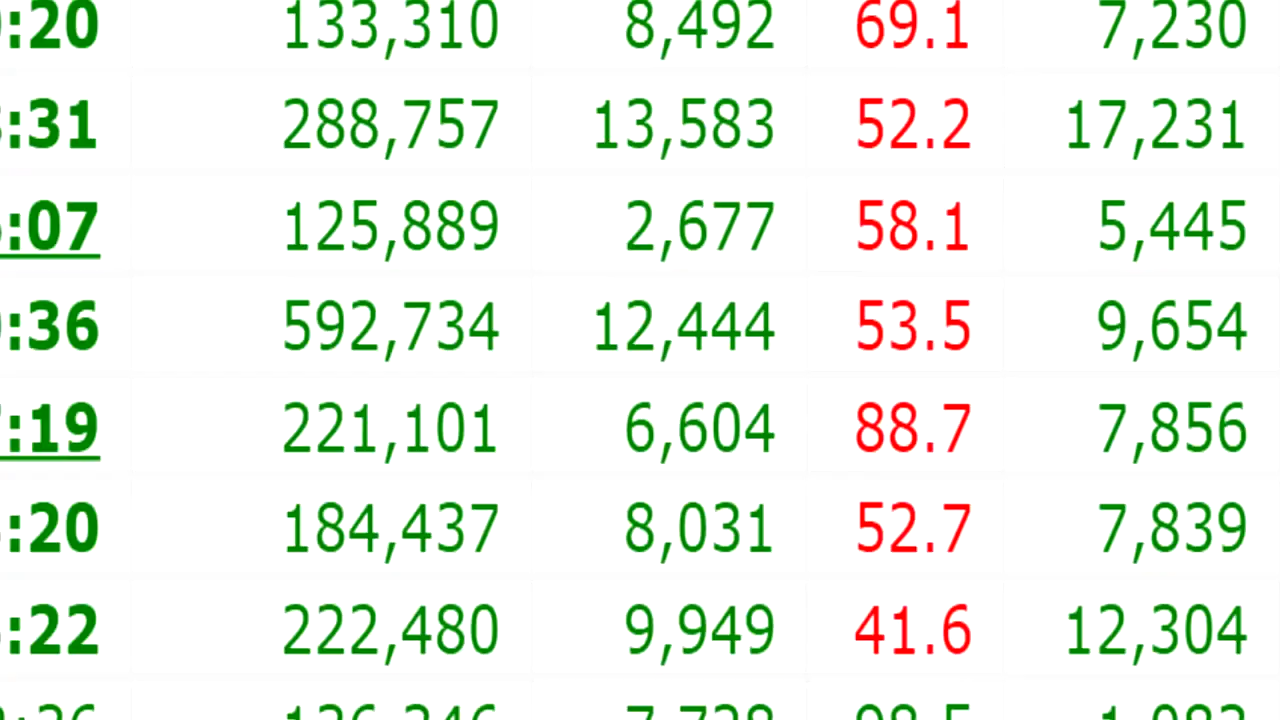 :20 133,310 8,492 69.1 7,230
:31 288,757 13,583 52.2 17,231
:07 125,889 2,677 58.1 5,445
:36 592,734 12,444 53.5 9,654
:19 221,101 6,604 88.7 7,856
:20 184,437 8,031 52.7 7,839
:22 222,480 9,949 41.6 12,304